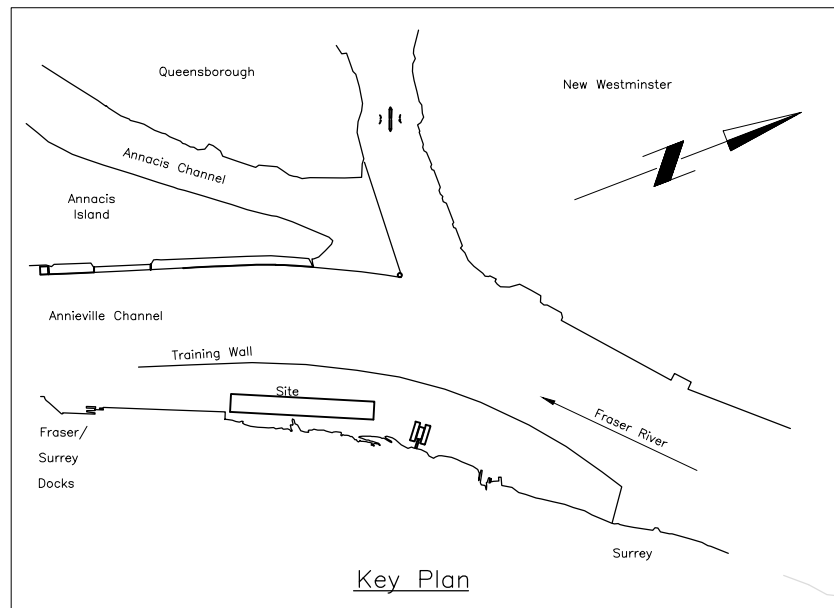 Queensborough
New Westminster
Annacis Channel
Annacis
Island
Annieville Channel
Training Wall
Site
Fraser River
Fraser/
Surrey
Docks
Surrey
Key Plan